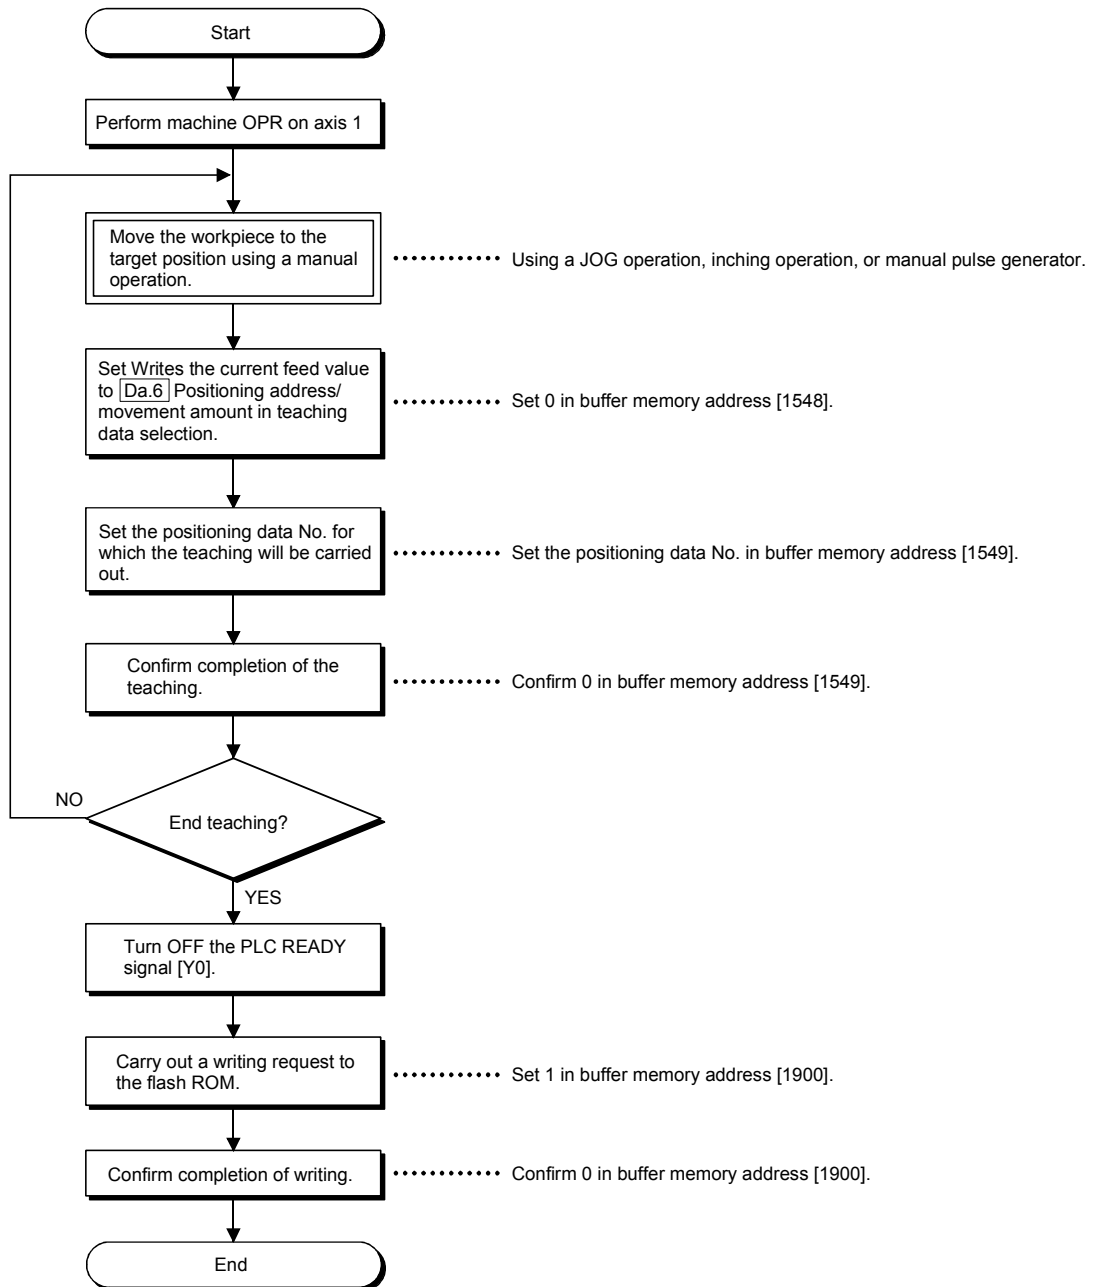 Start
Perform machine OPR on axis 1
Move the workpiece to the
target position using a manual
operation.
Using a JOG operation, inching operation, or manual pulse generator.
Set Writes the current feed value
to Da.6 Positioning address/
movement amount in teaching
data selection.
Set 0 in buffer memory address [1548].
Set the positioning data No. for
which the teaching will be carried
out.
Set the positioning data No. in buffer memory address [1549].
Confirm completion of the
teaching.
Confirm 0 in buffer memory address [1549].
NO
End teaching?
YES
Turn OFF the PLC READY
signal [Y0].
Carry out a writing request to
the flash ROM.
Set 1 in buffer memory address [1900].
Confirm completion of writing.
Confirm 0 in buffer memory address [1900].
End